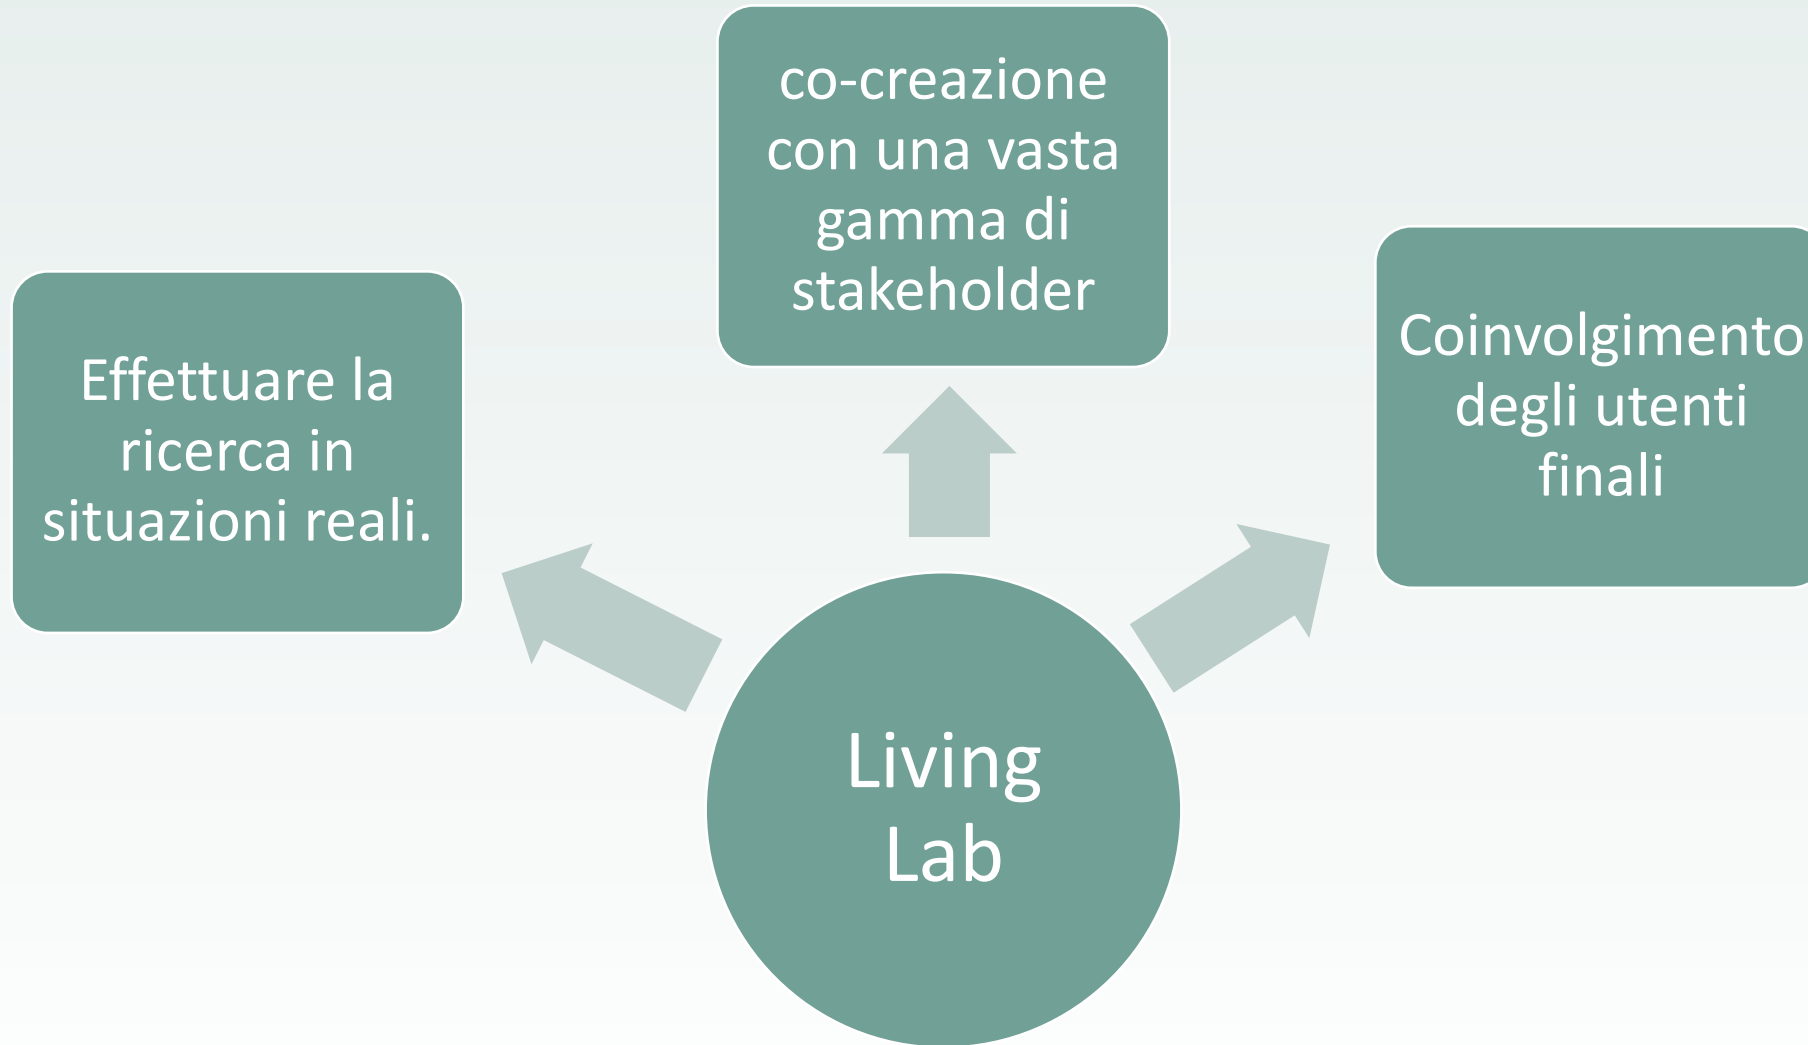 co-creazione
con una vasta
gamma di
stakeholder
Effettuare la
ricerca in
situazioni reali.
Coinvolgimento
degli utenti
finali
Living
Lab